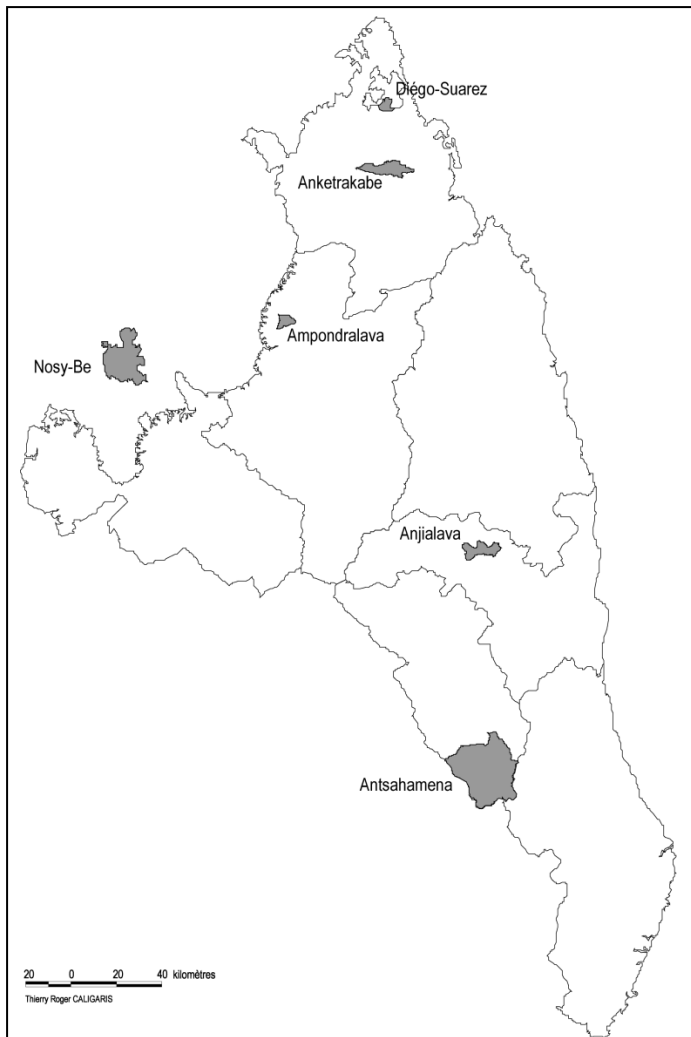 Diégo-Suarez
Anketrakabe
Ampondralava
Nosy-Be
Anjialava
Antsahamena
20 0 20 40 kilomètres
Thierry Roger CALIGARIS